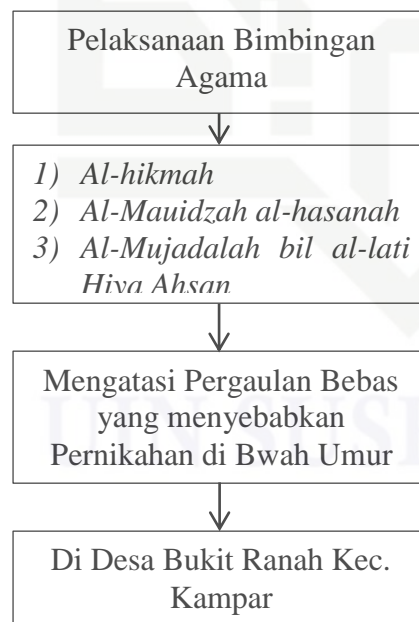 Pelaksanaan Bimbingan
Agama
1) Al-hikmah
2) Al-Mauidzah al-hasanah
3) Al-Mujadalah bil al-lati
Hiya Ahsan
Mengatasi Pergaulan Bebas
yang menyebabkan
Pernikahan di Bwah Umur
Di Desa Bukit Ranah Kec.
Kampar